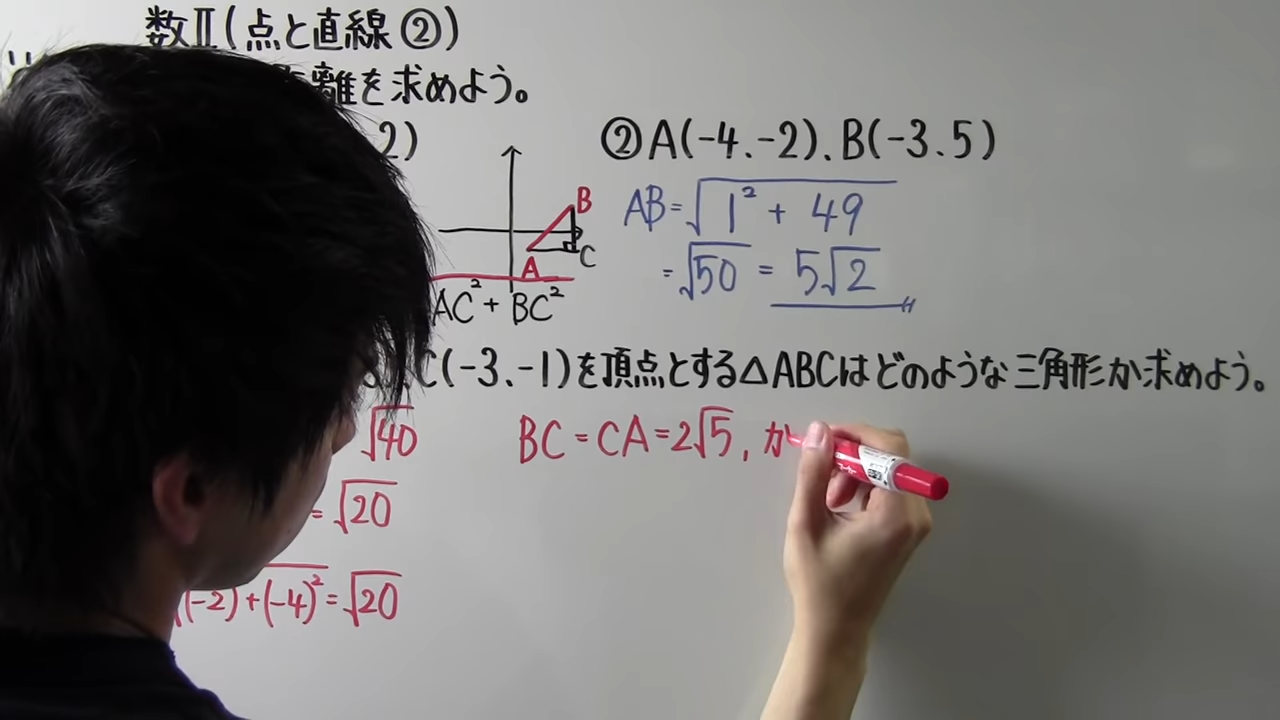 数Ⅱ(点と直線②)
離を求めよう。
2)
②A(-4.-2).B(-3.5)
B
C
A
AC²+BC²
AB=√1²+49
=√50=5√2
C(-3.-1)を頂点とする△ABCはどのような三角形か求めよう。
√40
=√20
(-2)+(-4)²=√20
BC=CA=2√5, か